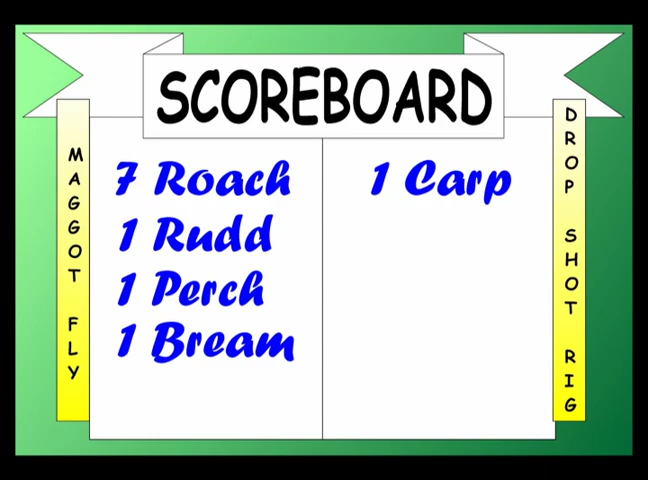 SCOREBOARD
MAGGOT FLY
7 Roach
1 Rudd
1 Perch
1 Bream
1 Carp
DROP SHOT RIG